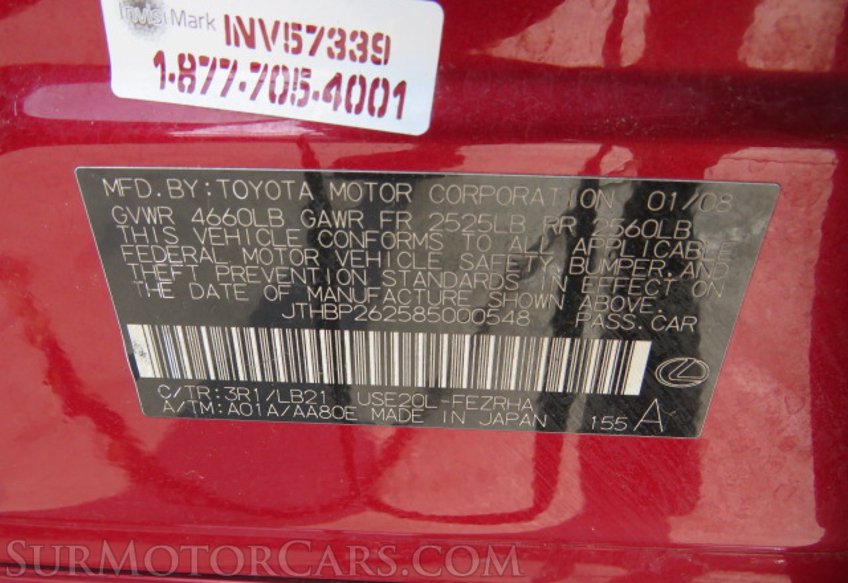 InvisiMark INV57339
1-877-705-4001
MFD.BY:TOYOTA MOTOR CORPORATION 01/08
GVWR 4660LB GAWR FR 2525LB RR 2560LB
THIS VEHICLE CONFORMS TO ALL APPLICABLE
FEDERAL MOTOR VEHICLE SAFETY, BUMPER, AND
THEFT PREVENTION STANDARDS IN EFFECT ON
THE DATE OF MANUFACTURE SHOWN ABOVE.
JTHBP262585000548 PASS.CAR
C/TR:3R1/LB21 USE20L-FEZRHA
A/TM:A01A/AA80E MADE IN JAPAN 155 A
SurMotorCars.com